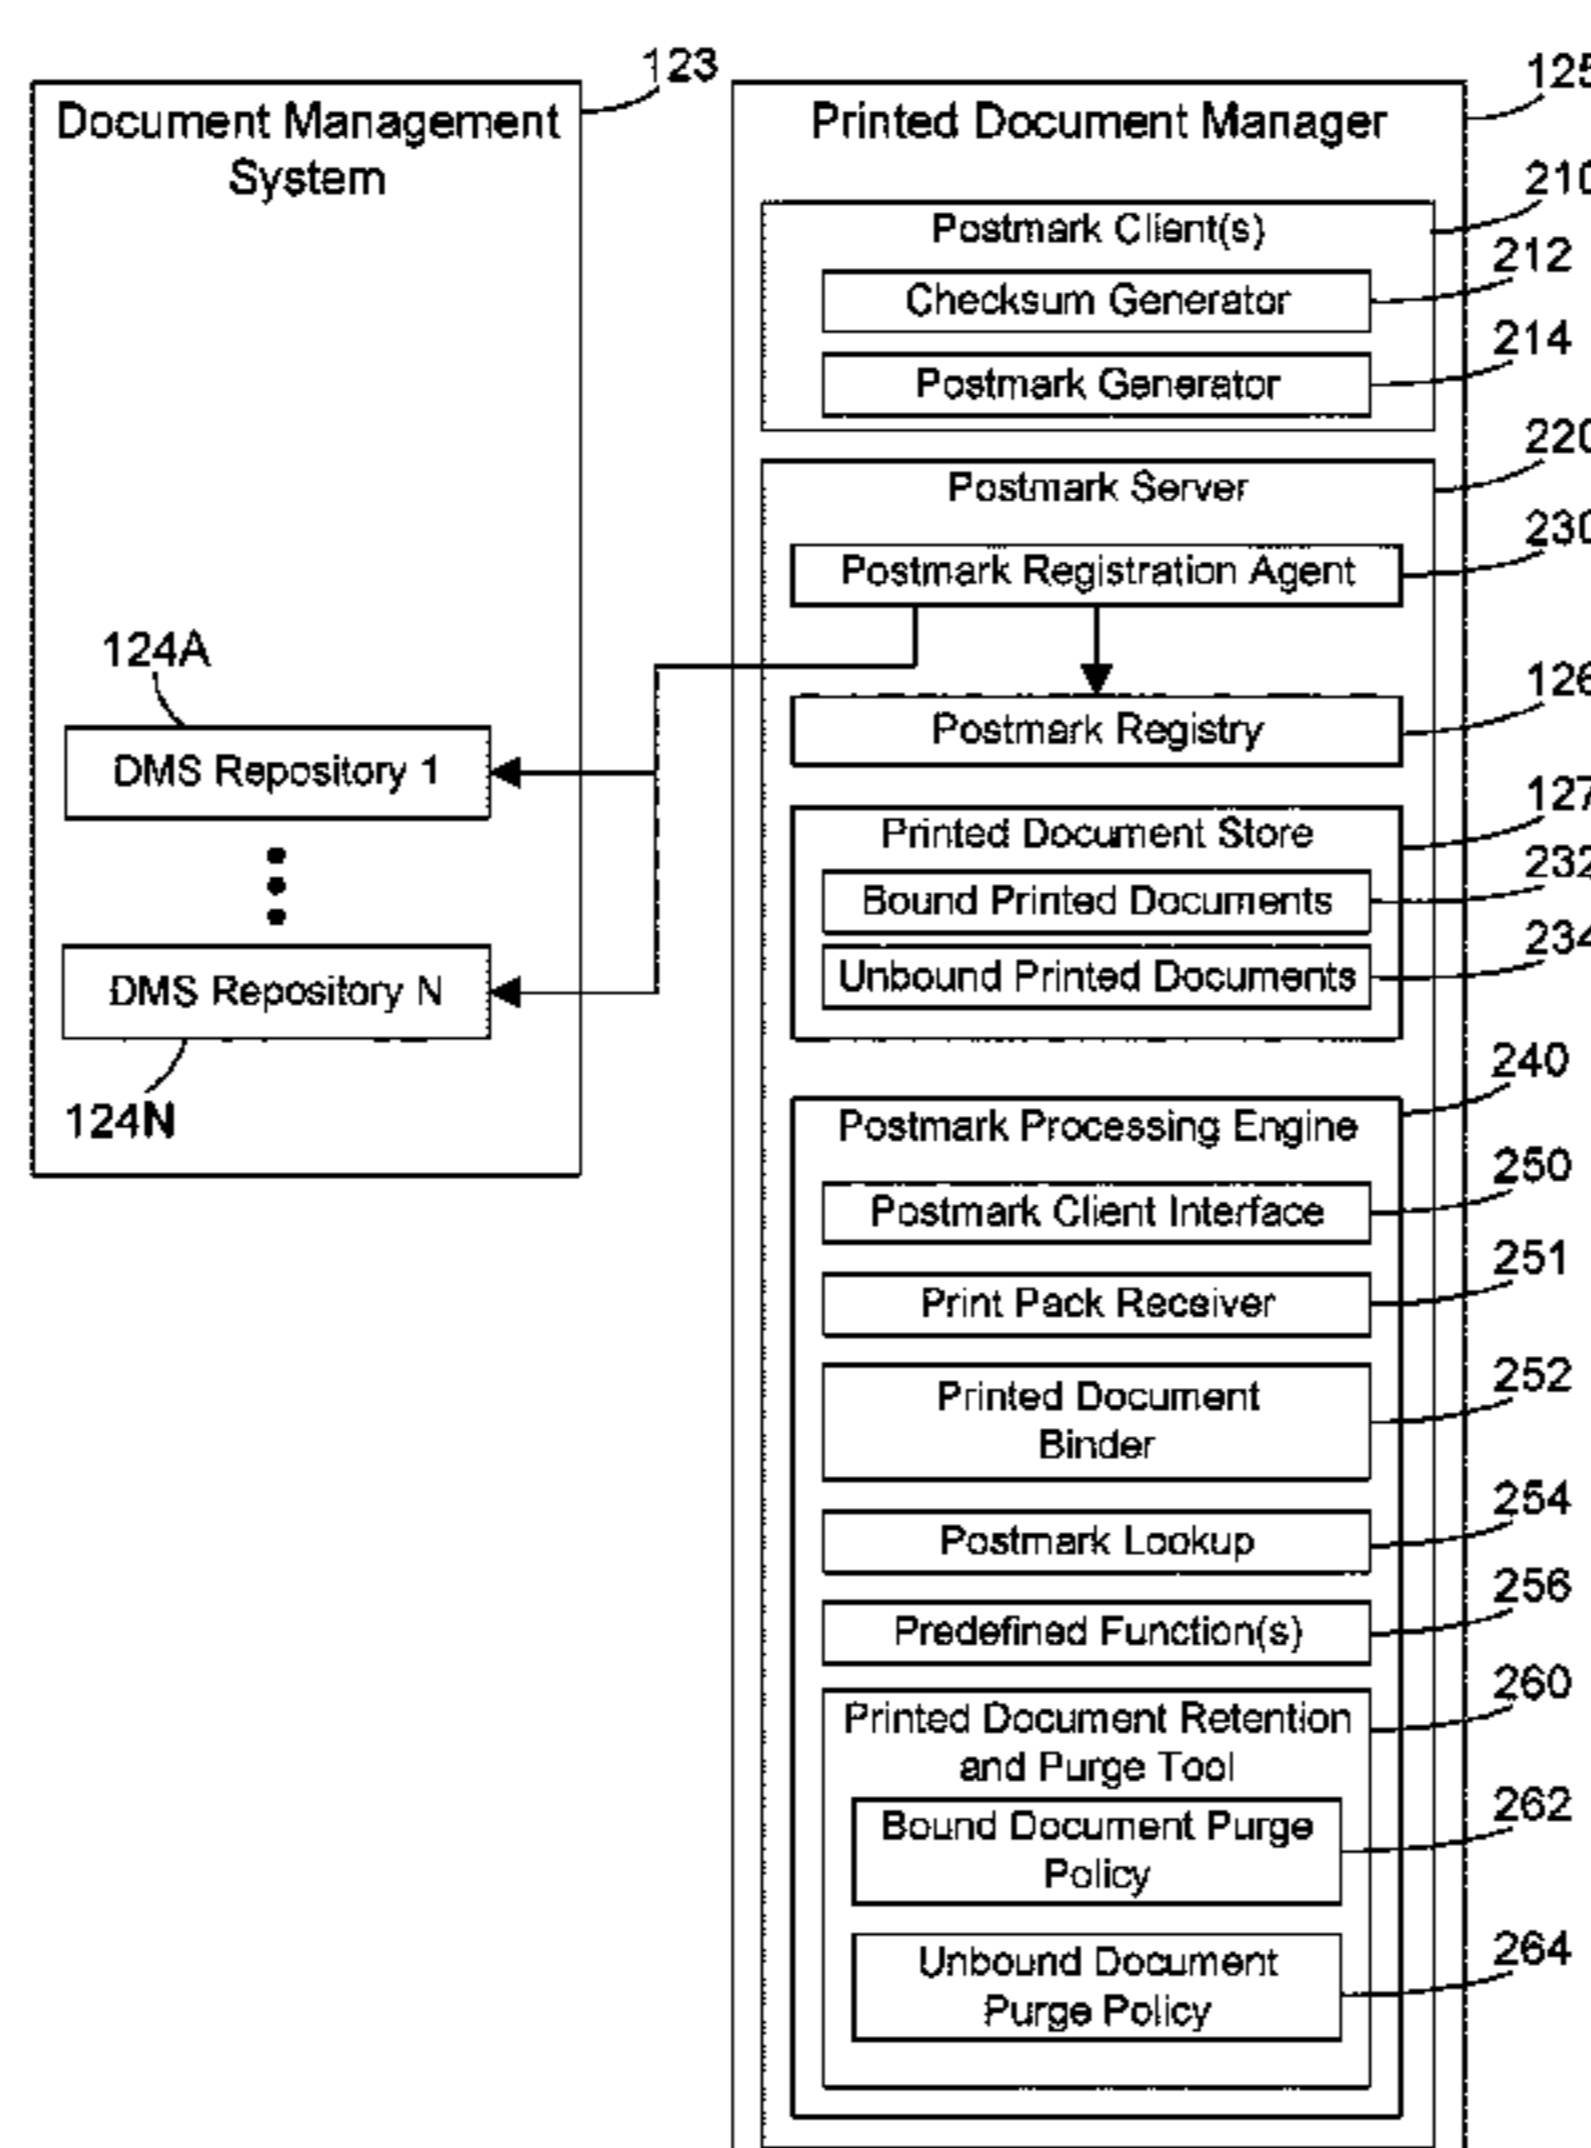 123
Document Management
System
124A
DMS Repository 1
DMS Repository N
124N
125
Printed Document Manager
210
Postmark Client(s)
212
Checksum Generator
214
Postmark Generator
220
Postmark Server
230
Postmark Registration Agent
126
Postmark Registry
127
Printed Document Store
232
Bound Printed Documents
234
Unbound Printed Documents
240
Postmark Processing Engine
250
Postmark Client Interface
251
Print Pack Receiver
252
Printed Document
Binder
254
Postmark Lookup
256
Predefined Function(s)
260
Printed Document Retention
and Purge Tool
262
Bound Document Purge
Policy
264
Unbound Document
Purge Policy